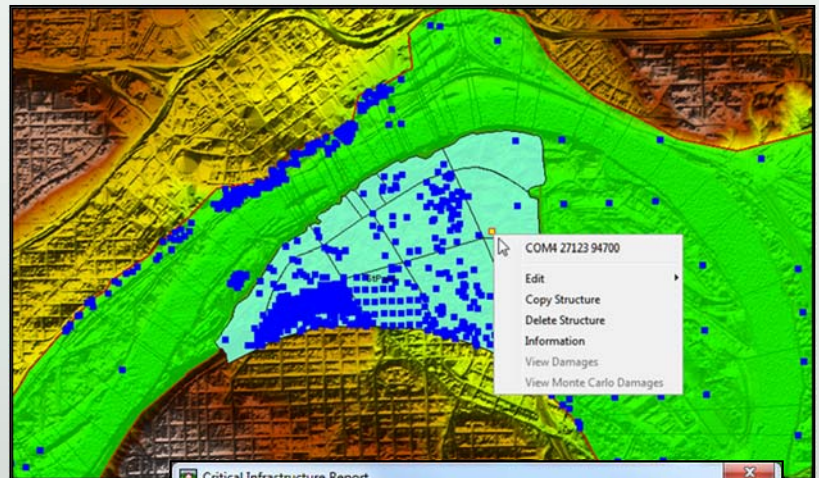 COM4 27123 94700
Edit
Copy Structure
Delete Structure
Information
View Damages
View Monte Carlo Damages
Critical Infrastructure Report